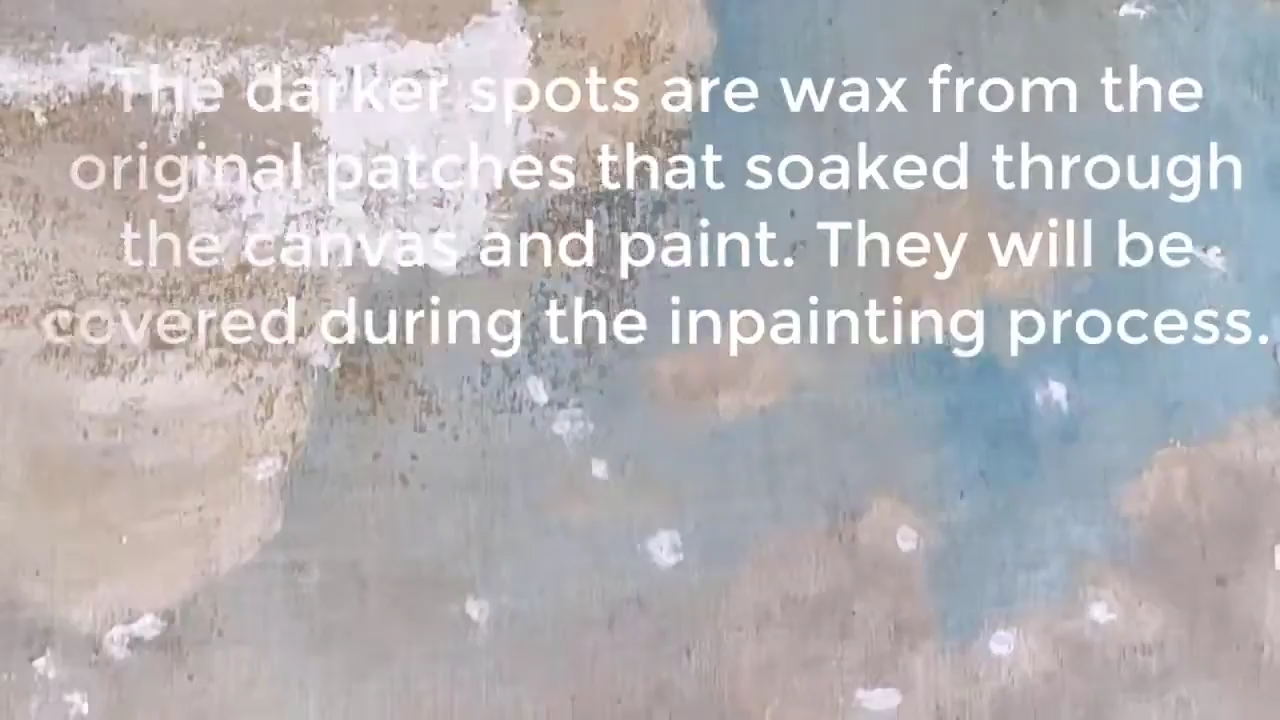 The darker spots are wax from the
original patches that soaked through
the canvas and paint. They will be
covered during the inpainting process.